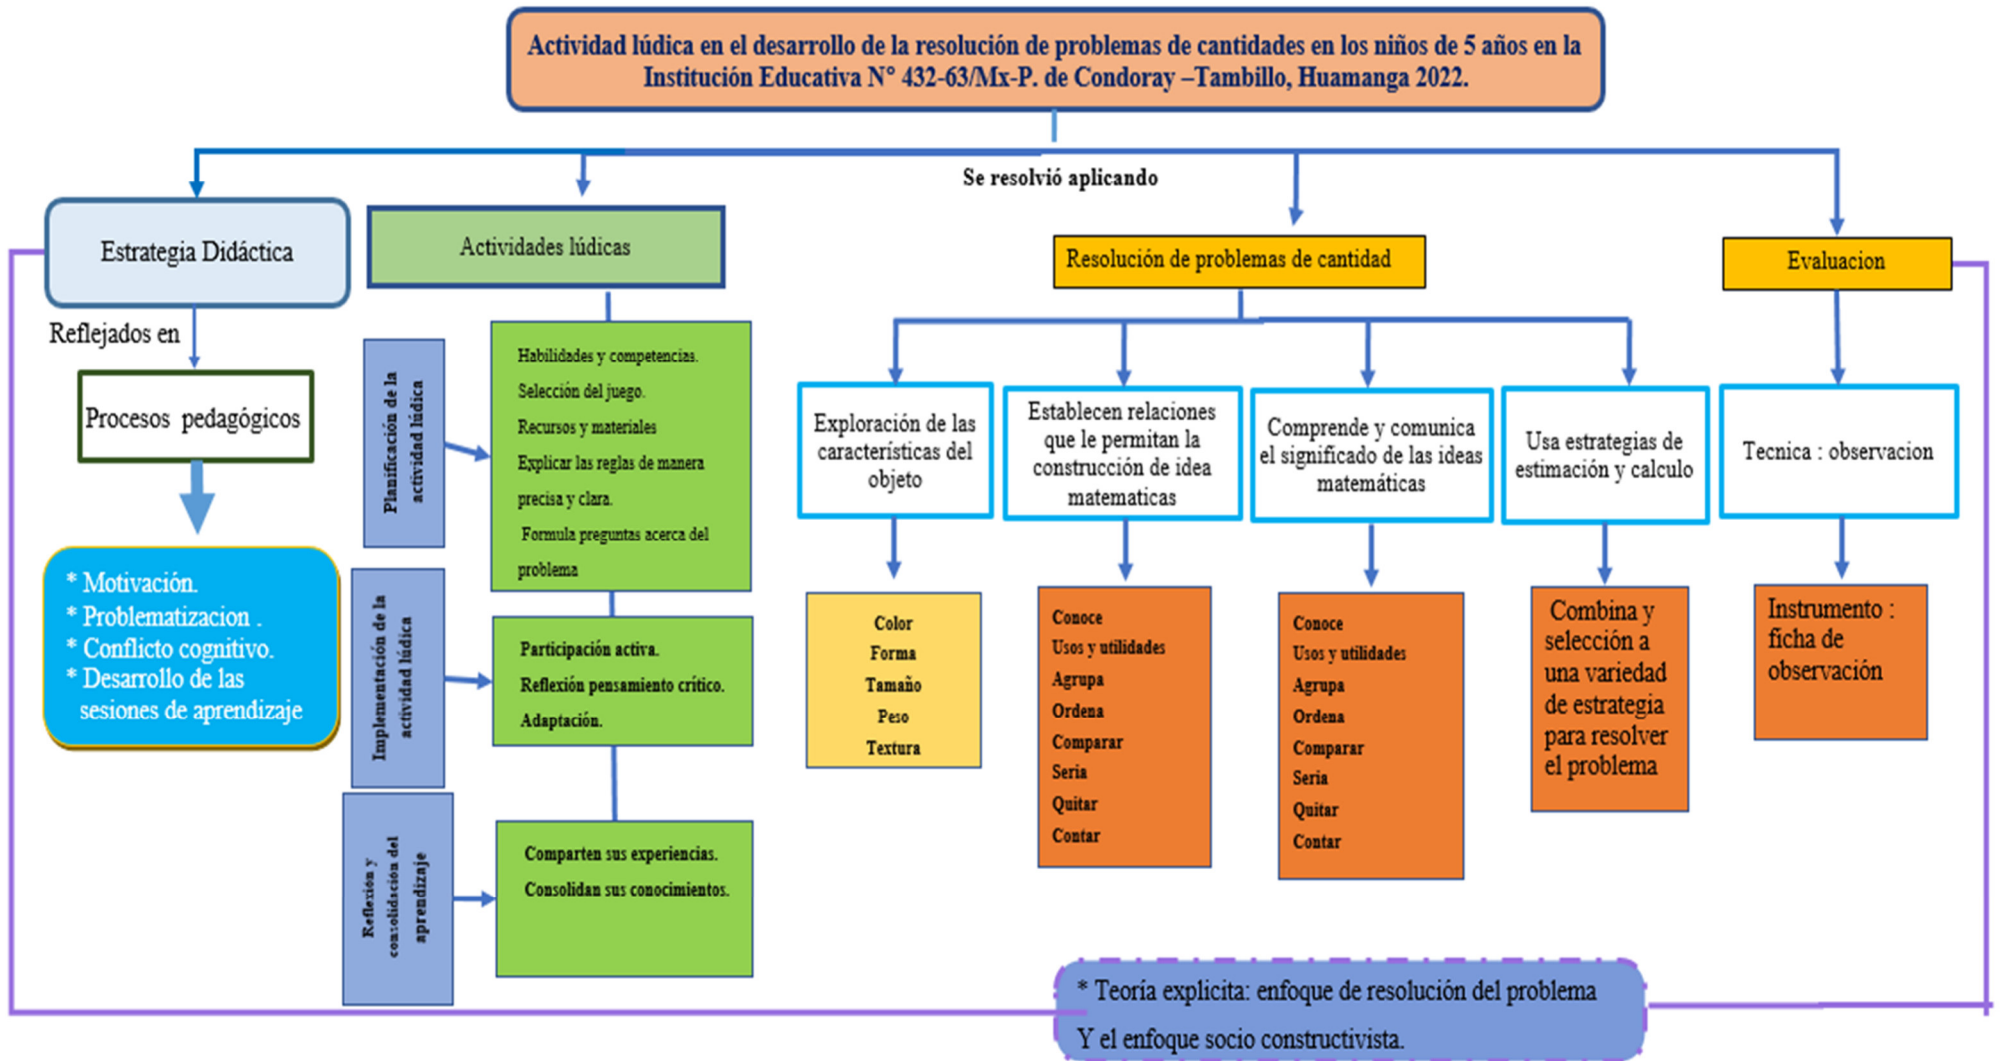 Actividad lúdica en el desarrollo de la resolución de problemas de cantidades en los niños de 5 años en la
Institución Educativa N° 432-63/Mx-P. de Condoray –Tambillo, Huamanga 2022.
Se resolvió aplicando
Estrategia Didáctica
Reflejados en
Procesos pedagógicos
* Motivación.
* Problematizacion .
* Conflicto cognitivo.
* Desarrollo de las
sesiones de aprendizaje
Actividades lúdicas
Planificación de la
actividad lúdica
Habilidades y competencias.
Selección del juego.
Recursos y materiales
Explicar las reglas de manera
precisa y clara.
Formula preguntas acerca del
problema
Implementación de la
actividad lúdica
Participación activa.
Reflexión pensamiento crítico.
Adaptación.
Reflexión y
consolidación del
aprendizaje
Comparten sus experiencias.
Consolidan sus conocimientos.
Resolución de problemas de cantidad
Exploración de las
características del
objeto
Color
Forma
Tamaño
Peso
Textura
Establecen relaciones
que le permitan la
construcción de idea
matematicas
Conoce
Usos y utilidades
Agrupa
Ordena
Comparar
Seria
Quitar
Contar
Comprende y comunica
el significado de las ideas
matemáticas
Conoce
Usos y utilidades
Agrupa
Ordena
Comparar
Seria
Quitar
Contar
Usa estrategias de
estimación y calculo
Combina y
selección a
una variedad
de estrategia
para resolver
el problema
Evaluacion
Tecnica : observacion
Instrumento :
ficha de
observación
* Teoría explicita: enfoque de resolución del problema
Y el enfoque socio constructivista.